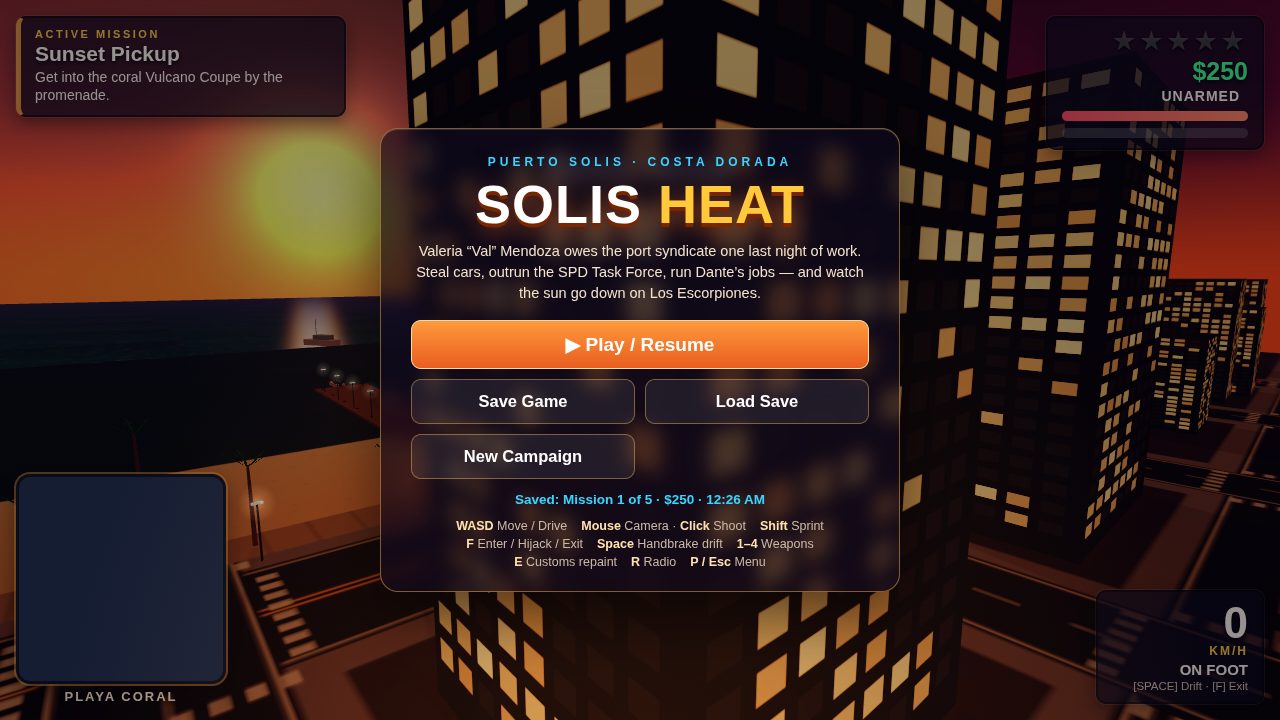 ACTIVE MISSION
Sunset Pickup
Get into the coral Vulcano Coupe by the
promenade.
★★★★★
$250
UNARMED
PUERTO SOLIS · COSTA DORADA
SOLIS HEAT
Valeria “Val” Mendoza owes the port syndicate one last night of work.
Steal cars, outrun the SPD Task Force, run Dante’s jobs — and watch
the sun go down on Los Escorpiones.
▶ Play / Resume
Save Game
Load Save
New Campaign
Saved: Mission 1 of 5 · $250 · 12:26 AM
WASD Move / Drive Mouse Camera · Click Shoot Shift Sprint
F Enter / Hijack / Exit Space Handbrake drift 1–4 Weapons
E Customs repaint R Radio P / Esc Menu
PLAYA CORAL
0
KM/H
ON FOOT
[SPACE] Drift · [F] Exit